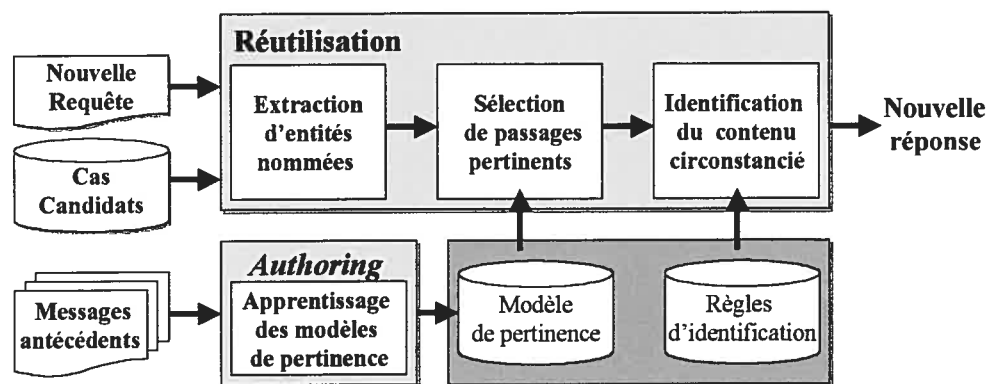 Réutilisation
Nouvelle
Requête
Cas
Candidats
Extraction
d'entités
nommées
Sélection
de passages
pertinents
Identification
du contenu
circonstancié
Nouvelle
réponse
Messages
antécédents
Authoring
Apprentissage
des modèles
de pertinence
Modèle
de pertinence
Règles
d'identification